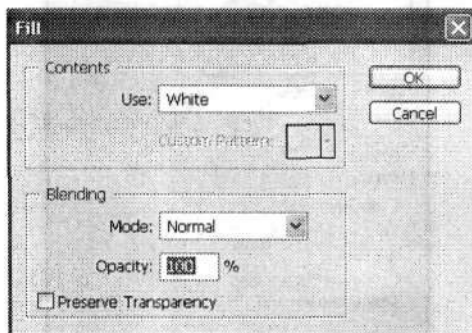 Fill
Contents
Use: White
Custom Pattern:
OK
Cancel
Blending
Mode: Normal
Opacity: 100 %
Preserve Transparency